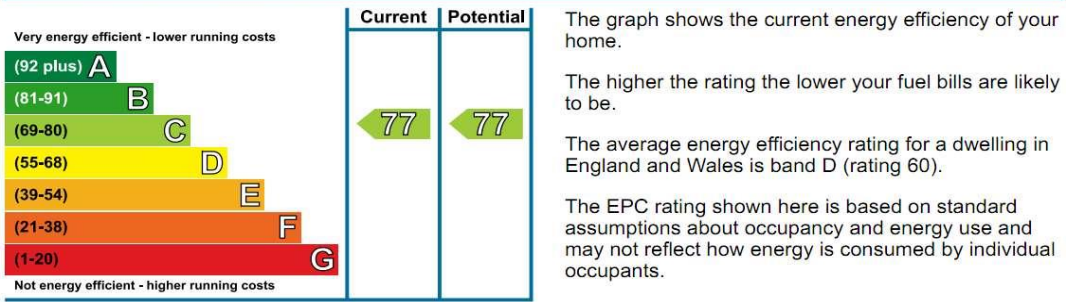 Current Potential
Very energy efficient - lower running costs
(92 plus) A
(81-91) B
(69-80) C
77 77
(55-68) D
(39-54) E
(21-38) F
(1-20) G
Not energy efficient - higher running costs
The graph shows the current energy efficiency of your
home.
The higher the rating the lower your fuel bills are likely
to be.
The average energy efficiency rating for a dwelling in
England and Wales is band D (rating 60).
The EPC rating shown here is based on standard
assumptions about occupancy and energy use and
may not reflect how energy is consumed by individual
occupants.